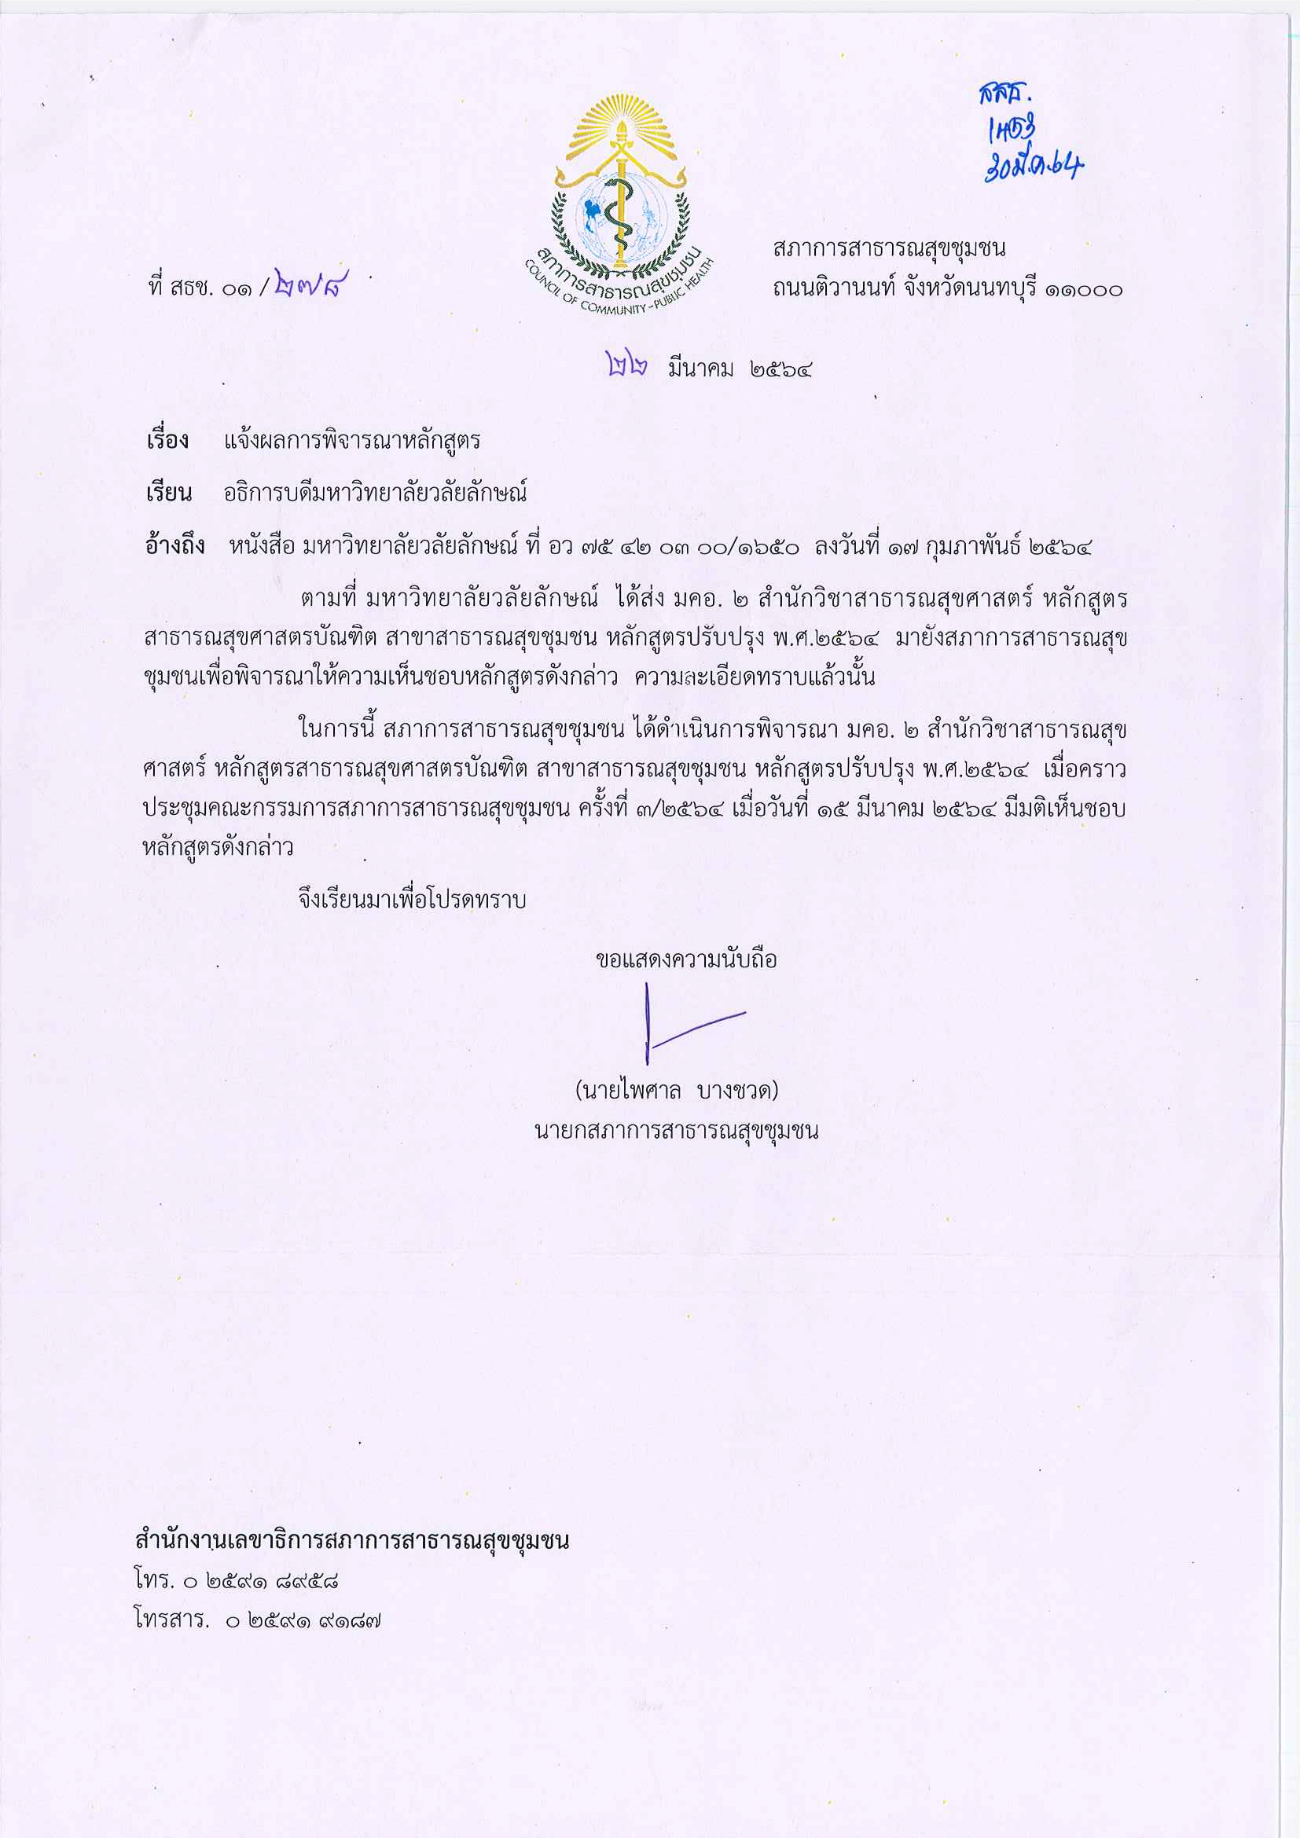 สสธ.
30 มี.ค. 64
สภาการสาธารณสุขชุมชน
COUNCIL OF COMMUNITY-PUBLIC HEALTH
สภาการสาธารณสุขชุมชน
ที่ สธช. ๐๑ / ๒๗๘
ถนนติวานนท์ จังหวัดนนทบุรี ๑๑๐๐๐
๒๒ มีนาคม ๒๕๖๔
เรื่อง แจ้งผลการพิจารณาหลักสูตร
เรียน อธิการบดีมหาวิทยาลัยวลัยลักษณ์
อ้างถึง หนังสือ มหาวิทยาลัยวลัยลักษณ์ ที่ อว ๗๕ ๔๒ ๐๓ ๐๐/๑๖๕๐ ลงวันที่ ๑๗ กุมภาพันธ์ ๒๕๖๔
ตามที่ มหาวิทยาลัยวลัยลักษณ์ ได้ส่ง มคอ. ๒ สำนักวิชาสาธารณสุขศาสตร์ หลักสูตร
สาธารณสุขศาสตรบัณฑิต สาขาสาธารณสุขชุมชน หลักสูตรปรับปรุง พ.ศ.๒๕๖๔ มายังสภาการสาธารณสุข
ชุมชนเพื่อพิจารณาให้ความเห็นชอบหลักสูตรดังกล่าว ความละเอียดทราบแล้วนั้น
ในการนี้ สภาการสาธารณสุขชุมชน ได้ดำเนินการพิจารณา มคอ. ๒ สำนักวิชาสาธารณสุข
ศาสตร์ หลักสูตรสาธารณสุขศาสตรบัณฑิต สาขาสาธารณสุขชุมชน หลักสูตรปรับปรุง พ.ศ.๒๕๖๔ เมื่อคราว
ประชุมคณะกรรมการสภาการสาธารณสุขชุมชน ครั้งที่ ๓/๒๕๖๔ เมื่อวันที่ ๑๕ มีนาคม ๒๕๖๔ มีมติเห็นชอบ
หลักสูตรดังกล่าว
จึงเรียนมาเพื่อโปรดทราบ
ขอแสดงความนับถือ
(นายไพศาล บางชวด)
นายกสภาการสาธารณสุขชุมชน
สำนักงานเลขาธิการสภาการสาธารณสุขชุมชน
โทร. ๐ ๒๕๙๑ ๘๙๕๘
โทรสาร. ๐ ๒๕๙๑ ๙๑๘๗